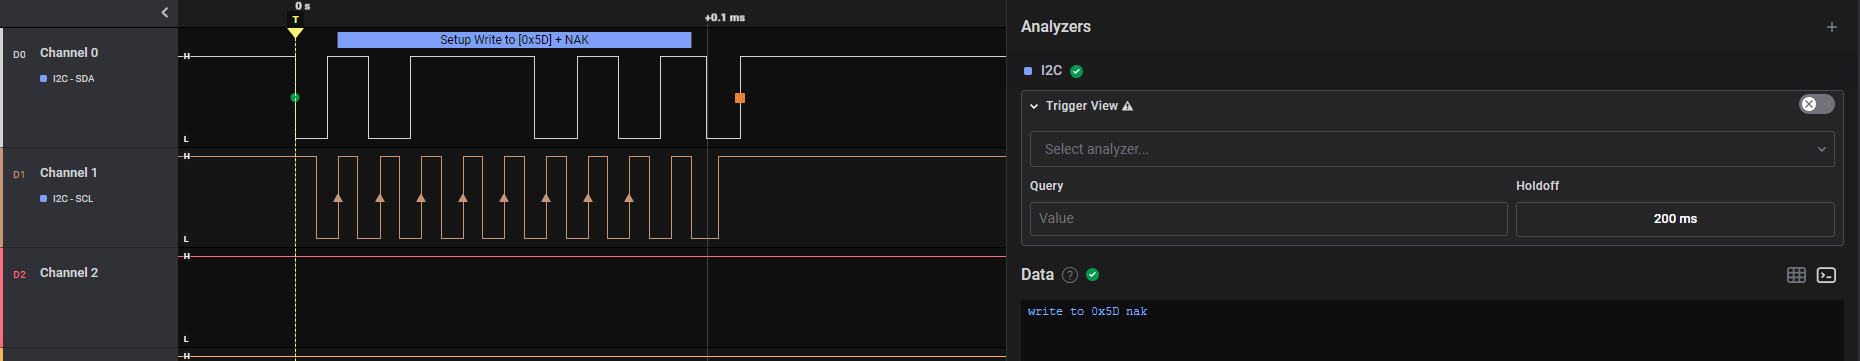 0 s
T
+0.1 ms
Setup Write to [0x5D] + NAK
D0 Channel 0
I2C - SDA
H
L
D1 Channel 1
I2C - SCL
H
L
D2 Channel 2
H
L
H
Analyzers
I2C
Trigger View
Select analyzer...
Query Holdoff
Value 200 ms
Data
write to 0x5D nak